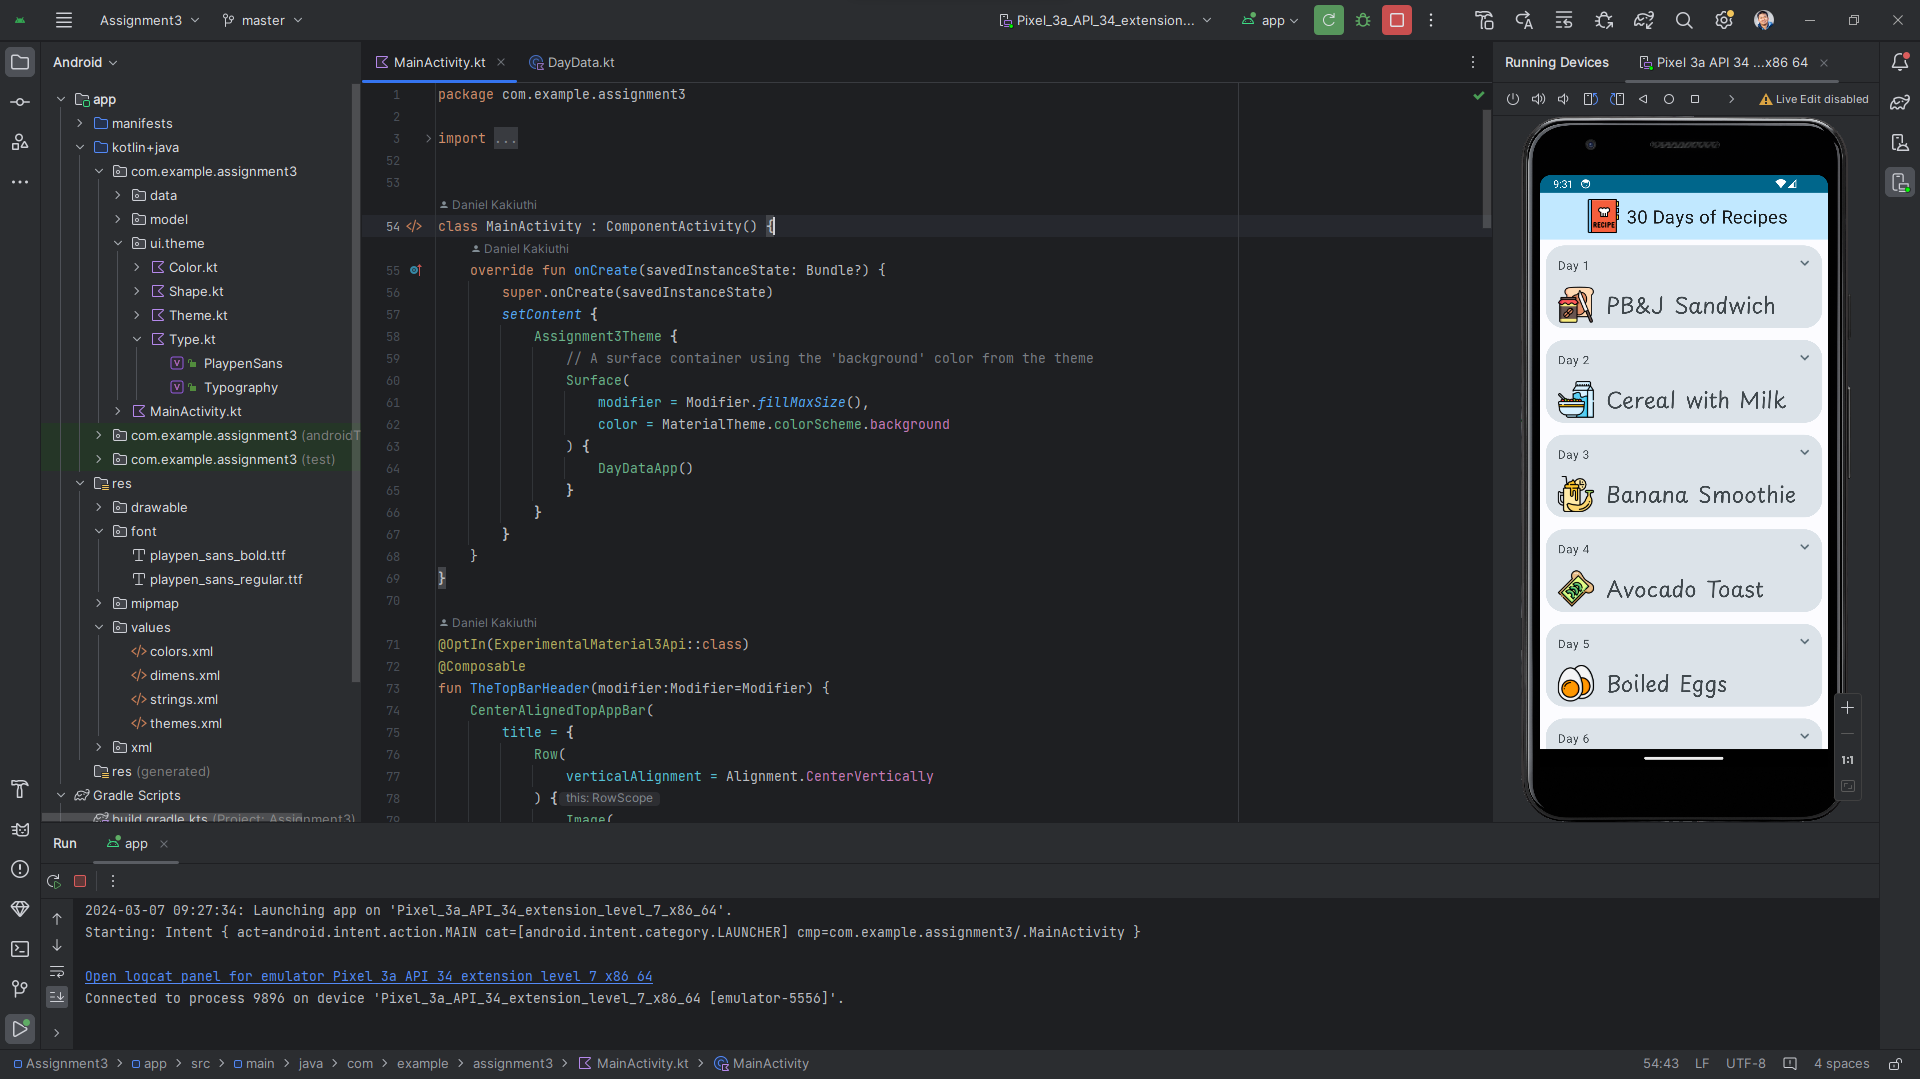 Assignment3
master
Pixel_3a_API_34_extension...
app
Android
app
manifests
kotlin+java
com.example.assignment3
data
model
ui.theme
Color.kt
Shape.kt
Theme.kt
Type.kt
PlaypenSans
Typography
MainActivity.kt
com.example.assignment3 (androidT
com.example.assignment3 (test)
res
drawable
font
playpen_sans_bold.ttf
playpen_sans_regular.ttf
mipmap
values
colors.xml
dimens.xml
strings.xml
themes.xml
xml
res (generated)
Gradle Scripts
build.gradle.kts (Project: Assignment3)
MainActivity.kt
DayData.kt
1 package com.example.assignment3
2
3 import ...
52
53
Daniel Kakiuthi
54 class MainActivity : ComponentActivity() {
Daniel Kakiuthi
55 override fun onCreate(savedInstanceState: Bundle?) {
56 super.onCreate(savedInstanceState)
57 setContent {
58 Assignment3Theme {
59 // A surface container using the 'background' color from the theme
60 Surface(
61 modifier = Modifier.fillMaxSize(),
62 color = MaterialTheme.colorScheme.background
63 ) {
64 DayDataApp()
65 }
66 }
67 }
68 }
69 }
70
Daniel Kakiuthi
71 @OptIn(ExperimentalMaterial3Api::class)
72 @Composable
73 fun TheTopBarHeader(modifier:Modifier=Modifier) {
74 CenterAlignedTopAppBar(
75 title = {
76 Row(
77 verticalAlignment = Alignment.CenterVertically
78 ) { this: RowScope
79 Image(
Running Devices
Pixel 3a API 34 ...x86 64
Live Edit disabled
9:31
RECIPE
30 Days of Recipes
Day 1
PB&J Sandwich
Day 2
Cereal with Milk
Day 3
Banana Smoothie
Day 4
Avocado Toast
Day 5
Boiled Eggs
Day 6
1:1
Run
app
2024-03-07 09:27:34: Launching app on 'Pixel_3a_API_34_extension_level_7_x86_64'.
Starting: Intent { act=android.intent.action.MAIN cat=[android.intent.category.LAUNCHER] cmp=com.example.assignment3/.MainActivity }
Open logcat panel for emulator Pixel 3a API 34 extension level 7 x86 64
Connected to process 9896 on device 'Pixel_3a_API_34_extension_level_7_x86_64 [emulator-5556]'.
Assignment3 > app > src > main > java > com > example > assignment3 > MainActivity.kt > MainActivity
54:43 LF UTF-8 4 spaces